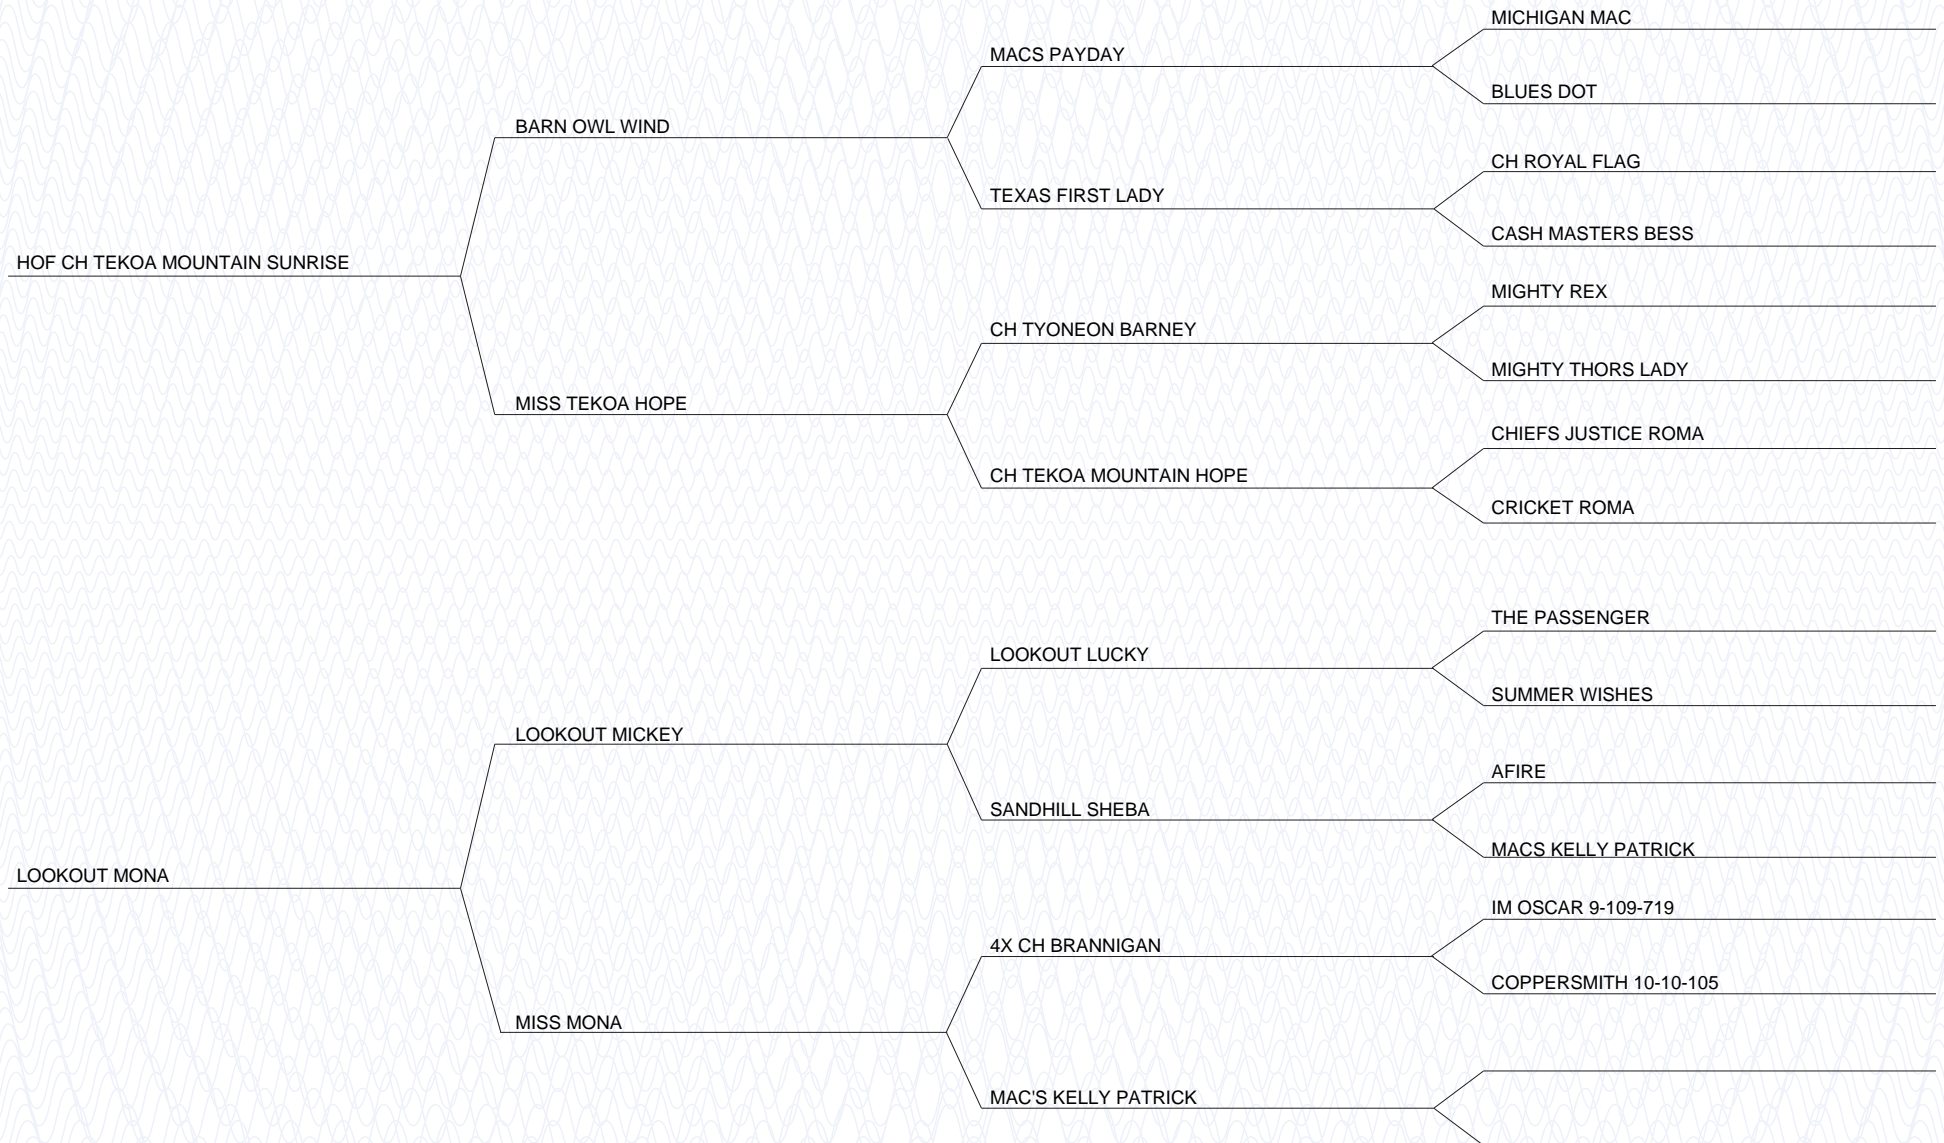 MICHIGAN MAC
MACS PAYDAY
BLUES DOT
BARN OWL WIND
CH ROYAL FLAG
TEXAS FIRST LADY
CASH MASTERS BESS
HOF CH TEKOA MOUNTAIN SUNRISE
MIGHTY REX
CH TYONEON BARNEY
MIGHTY THORS LADY
MISS TEKOA HOPE
CHIEFS JUSTICE ROMA
CH TEKOA MOUNTAIN HOPE
CRICKET ROMA
THE PASSENGER
LOOKOUT LUCKY
SUMMER WISHES
LOOKOUT MICKEY
AFIRE
SANDHILL SHEBA
MACS KELLY PATRICK
LOOKOUT MONA
IM OSCAR 9-109-719
4X CH BRANNIGAN
COPPERSMITH 10-10-105
MISS MONA
MAC'S KELLY PATRICK